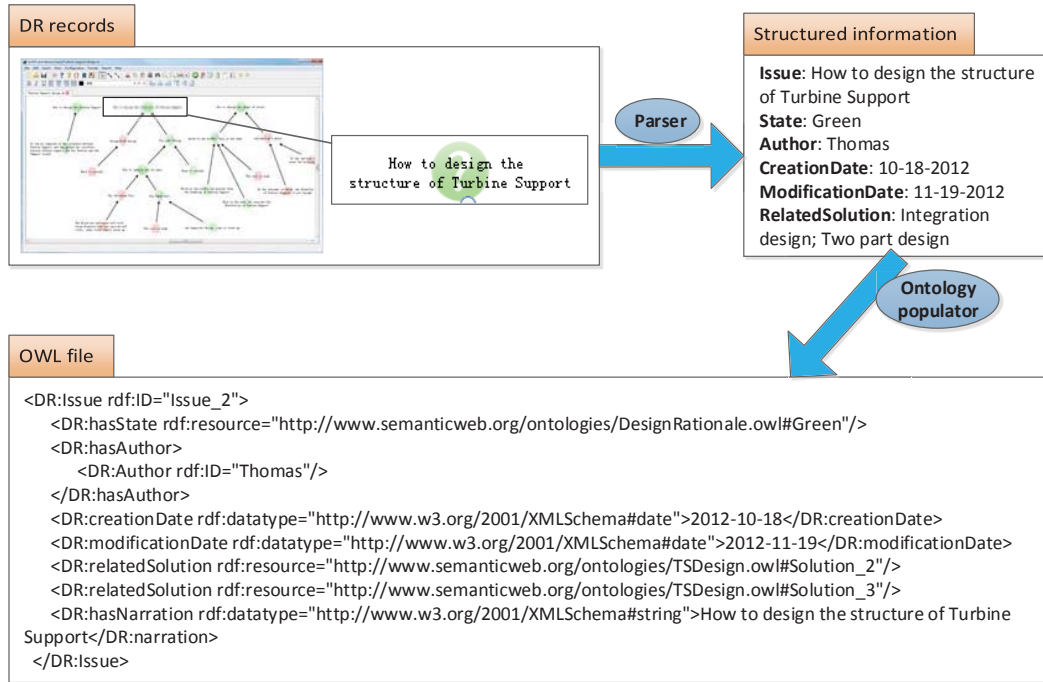 DR records
How to design the
structure of Turbine Support
Parser
Structured information
Issue: How to design the structure
of Turbine Support
State: Green
Author: Thomas
CreationDate: 10-18-2012
ModificationDate: 11-19-2012
RelatedSolution: Integration
design; Two part design
Ontology
populator
OWL file
<DR:Issue rdf:ID="Issue_2">
<DR:hasState rdf:resource="http://www.semanticweb.org/ontologies/DesignRationale.owl#Green"/>
<DR:hasAuthor>
<DR:Author rdf:ID="Thomas"/>
</DR:hasAuthor>
<DR:creationDate rdf:datatype="http://www.w3.org/2001/XMLSchema#date">2012-10-18</DR:creationDate>
<DR:modificationDate rdf:datatype="http://www.w3.org/2001/XMLSchema#date">2012-11-19</DR:modificationDate>
<DR:relatedSolution rdf:resource="http://www.semanticweb.org/ontologies/TSDesign.owl#Solution_2"/>
<DR:relatedSolution rdf:resource="http://www.semanticweb.org/ontologies/TSDesign.owl#Solution_3"/>
<DR:hasNarration rdf:datatype="http://www.w3.org/2001/XMLSchema#string">How to design the structure of Turbine
Support</DR:narration>
</DR:Issue>